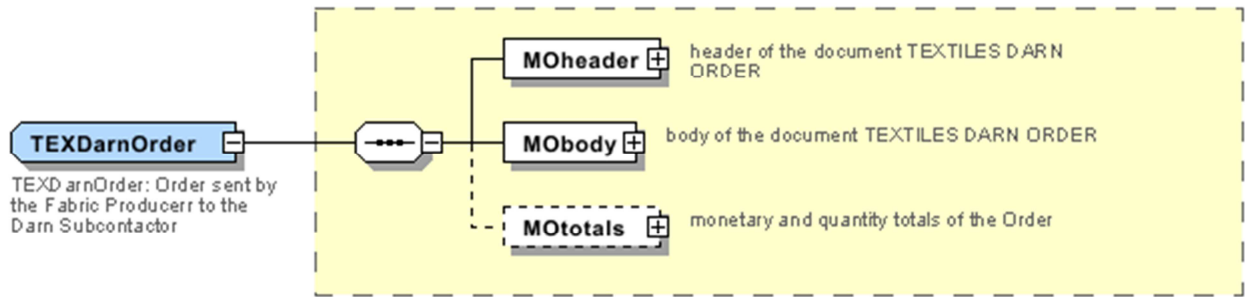 MOheader
header of the document TEXTILES DARN
ORDER
TEXDarnOrder
MObody
body of the document TEXTILES DARN ORDER
TEXDarnOrder: Order sent by
the Fabric Producerr to the
Darn Subcontactor
MOtotals
monetary and quantity totals of the Order